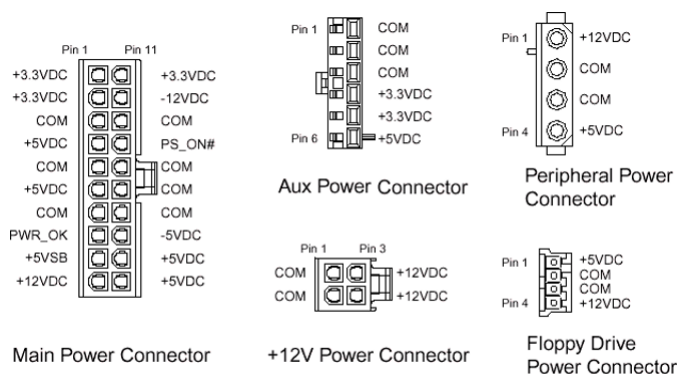 Pin 1 Pin 11
+3.3VDC +3.3VDC
+3.3VDC -12VDC
COM COM
+5VDC PS_ON#
COM COM
+5VDC COM
COM COM
PWR_OK -5VDC
+5VSB +5VDC
+12VDC +5VDC
Main Power Connector
Pin 1 COM
COM
COM
+3.3VDC
+3.3VDC
Pin 6 +5VDC
Aux Power Connector
Pin 1 +12VDC
COM
COM
Pin 4 +5VDC
Peripheral Power
Connector
Pin 1 Pin 3
COM +12VDC
COM +12VDC
+12V Power Connector
Pin 1 +5VDC
COM
COM
Pin 4 +12VDC
Floppy Drive
Power Connector